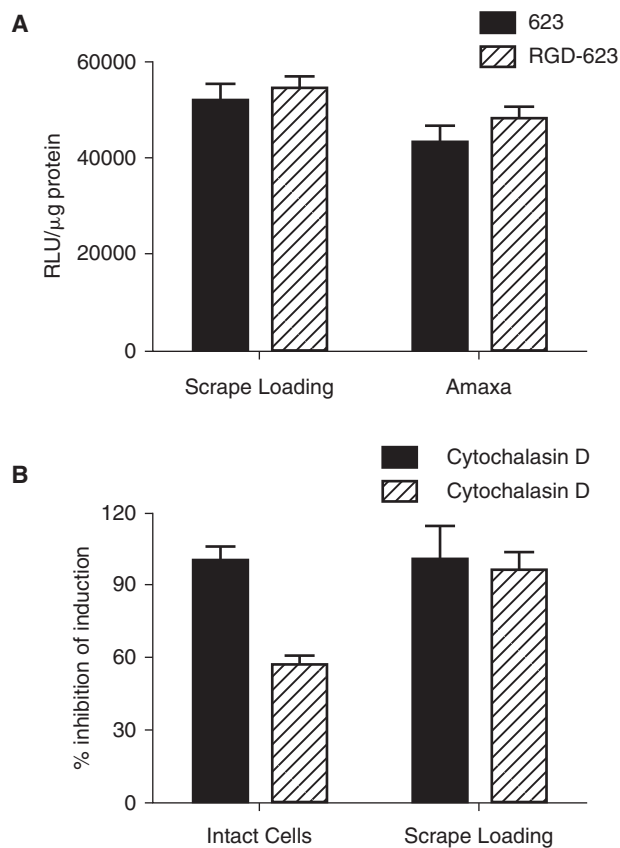 A
623
RGD-623
60000
40000
20000
0
RLU/µg protein
Scrape Loading
Amaxa
B
Cytochalasin D
Cytochalasin D
120
90
60
30
0
% inhibition of induction
Intact Cells
Scrape Loading